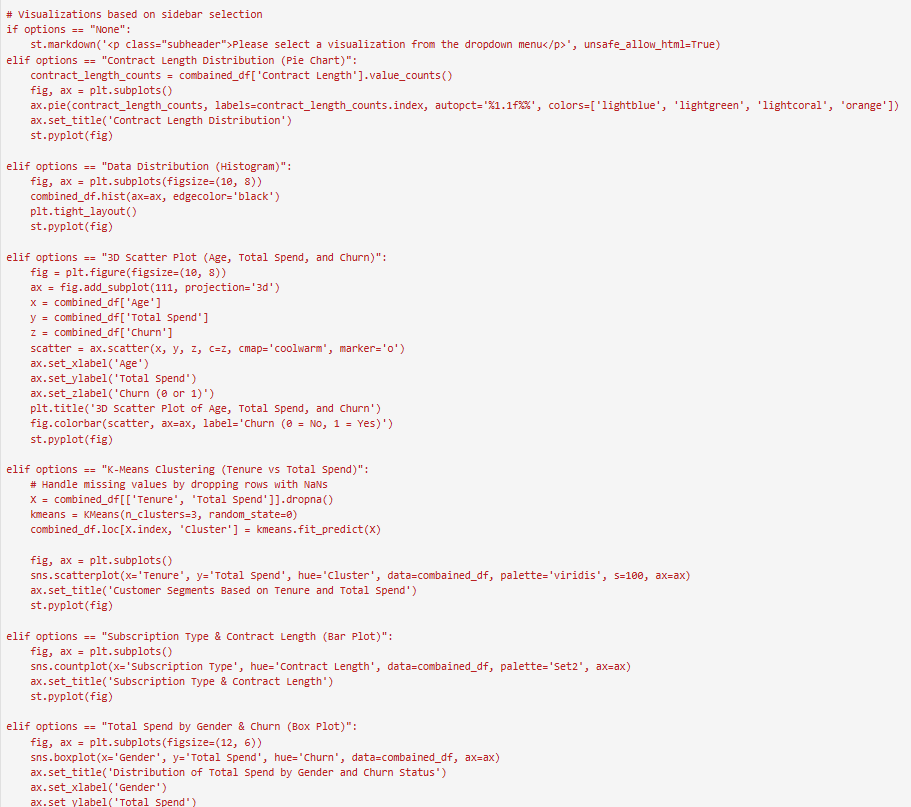 # Visualizations based on sidebar selection
if options == "None":
    st.markdown('<p class="subheader">Please select a visualization from the dropdown menu</p>', unsafe_allow_html=True)
elif options == "Contract Length Distribution (Pie Chart)":
    contract_length_counts = combained_df['Contract Length'].value_counts()
    fig, ax = plt.subplots()
    ax.pie(contract_length_counts, labels=contract_length_counts.index, autopct='%1.1f%%', colors=['lightblue', 'lightgreen', 'lightcoral', 'orange'])
    ax.set_title('Contract Length Distribution')
    st.pyplot(fig)
elif options == "Data Distribution (Histogram)":
    fig, ax = plt.subplots(figsize=(10, 8))
    combined_df.hist(ax=ax, edgecolor='black')
    plt.tight_layout()
    st.pyplot(fig)
elif options == "3D Scatter Plot (Age, Total Spend, and Churn)":
    fig = plt.figure(figsize=(10, 8))
    ax = fig.add_subplot(111, projection='3d')
    x = combined_df['Age']
    y = combined_df['Total Spend']
    z = combined_df['Churn']
    scatter = ax.scatter(x, y, z, c=z, cmap='coolwarm', marker='o')
    ax.set_xlabel('Age')
    ax.set_ylabel('Total Spend')
    ax.set_zlabel('Churn (0 or 1)')
    plt.title('3D Scatter Plot of Age, Total Spend, and Churn')
    fig.colorbar(scatter, ax=ax, label='Churn (0 = No, 1 = Yes)')
    st.pyplot(fig)
elif options == "K-Means Clustering (Tenure vs Total Spend)":
    # Handle missing values by dropping rows with NaNs
    X = combined_df[['Tenure', 'Total Spend']].dropna()
    kmeans = KMeans(n_clusters=3, random_state=0)
    combined_df.loc[X.index, 'Cluster'] = kmeans.fit_predict(X)
    fig, ax = plt.subplots()
    sns.scatterplot(x='Tenure', y='Total Spend', hue='Cluster', data=combained_df, palette='viridis', s=100, ax=ax)
    ax.set_title('Customer Segments Based on Tenure and Total Spend')
    st.pyplot(fig)
elif options == "Subscription Type & Contract Length (Bar Plot)":
    fig, ax = plt.subplots()
    sns.countplot(x='Subscription Type', hue='Contract Length', data=combained_df, palette='Set2', ax=ax)
    ax.set_title('Subscription Type & Contract Length')
    st.pyplot(fig)
elif options == "Total Spend by Gender & Churn (Box Plot)":
    fig, ax = plt.subplots(figsize=(12, 6))
    sns.boxplot(x='Gender', y='Total Spend', hue='Churn', data=combained_df, ax=ax)
    ax.set_title('Distribution of Total Spend by Gender and Churn Status')
    ax.set_xlabel('Gender')
    ax.set_ylabel('Total Spend')